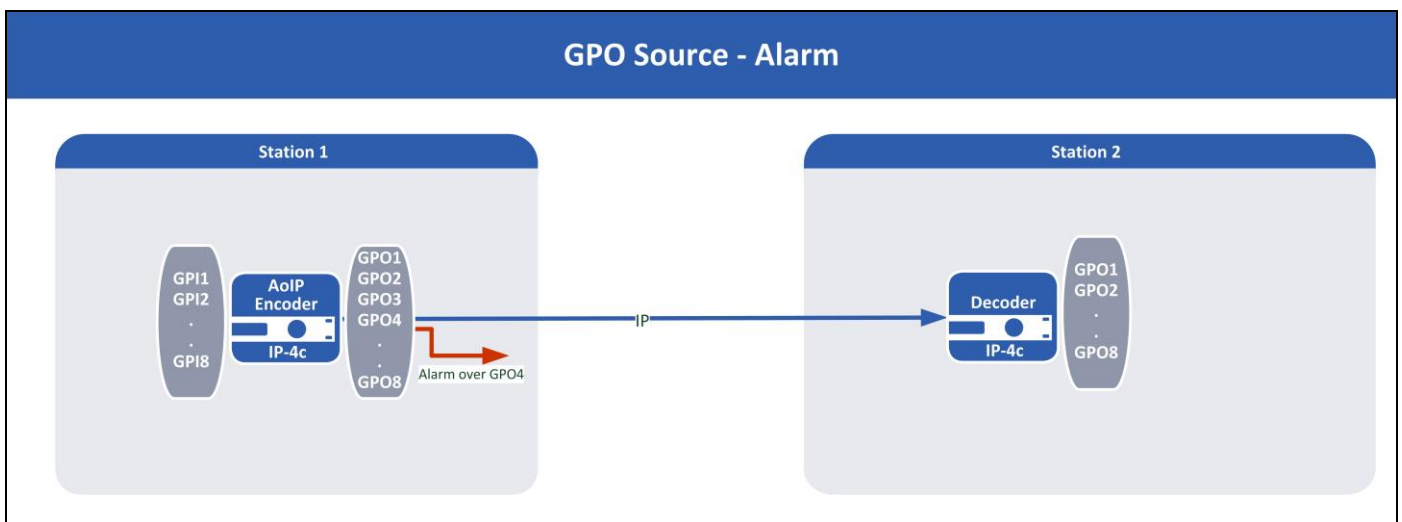 GPO Source - Alarm
Station 1
GPI1
GPI2
.
.
GPI8
AoIP
Encoder
IP-4c
GPO1
GPO2
GPO3
GPO4
.
.
GPO8
Alarm over GPO4
IP
Station 2
Decoder
IP-4c
GPO1
GPO2
.
.
GPO8